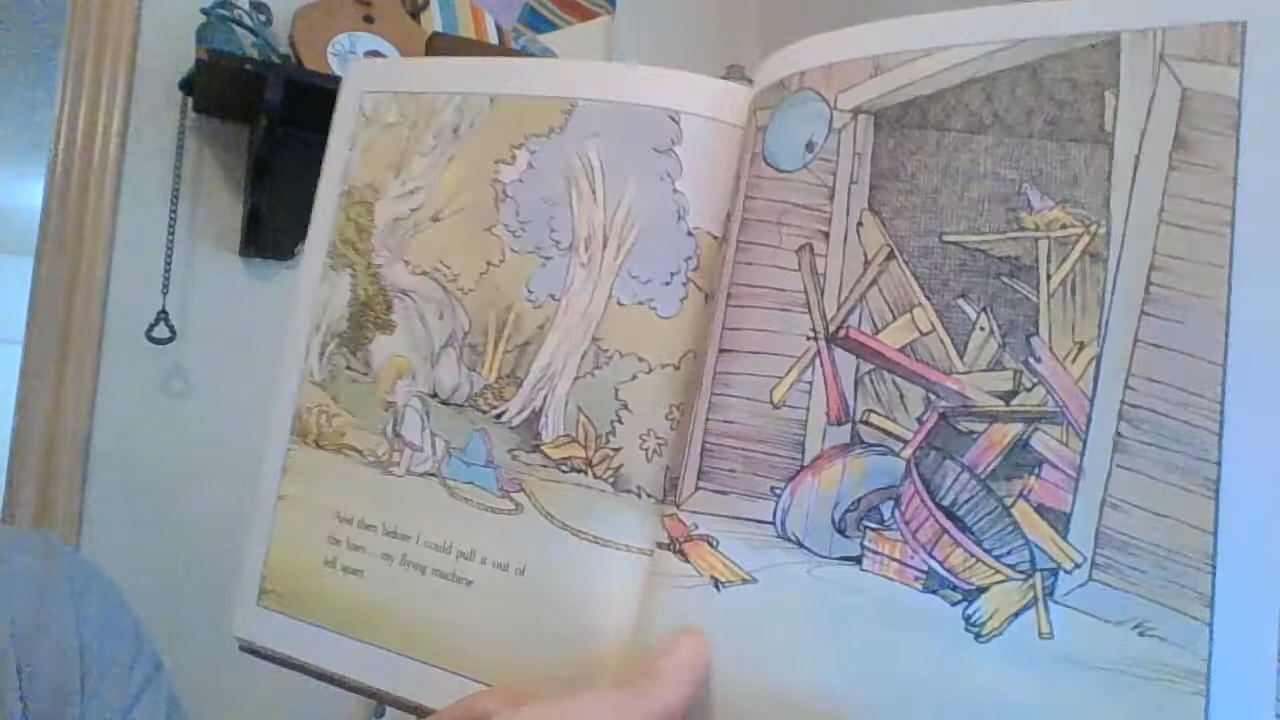 And then before I could pull it out of
the barn... my flying machine
fell apart.